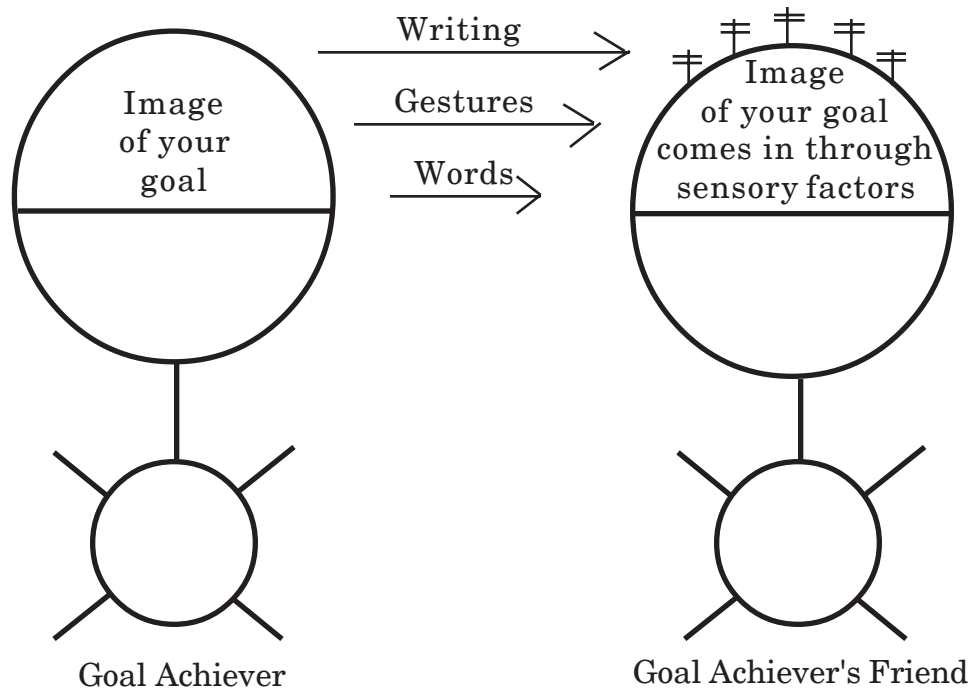 Image
of your
goal
Writing
Gestures
Words
Image
of your goal
comes in through
sensory factors
Goal Achiever
Goal Achiever's Friend